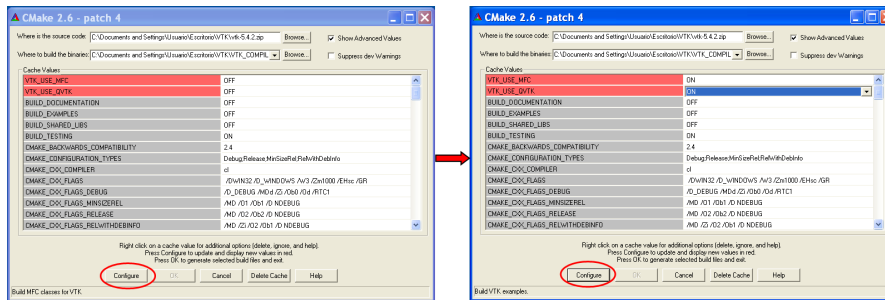 CMake 2.6 - patch 4
Where is the source code: C:\Documents and Settings\Usuario\Escritorio\VTK\vtk-5.4.2.zip Browse... Show Advanced Values
Where to build the binaries: C:\Documents and Settings\Usuario\Escritorio\VTK\VTK_COMPIL Browse... Suppress dev Warnings
Cache Values
VTK_USE_MFC OFF
VTK_USE_QVTK OFF
BUILD_DOCUMENTATION OFF
BUILD_EXAMPLES OFF
BUILD_SHARED_LIBS OFF
BUILD_TESTING ON
CMAKE_BACKWARDS_COMPATIBILITY 2.4
CMAKE_CONFIGURATION_TYPES Debug;Release;MinSizeRel;RelWithDebInfo
CMAKE_CXX_COMPILER cl
CMAKE_CXX_FLAGS /DWIN32 /D_WINDOWS /W3 /Zm1000 /EHsc /GR
CMAKE_CXX_FLAGS_DEBUG /D_DEBUG /MDd /Zi /Ob0 /Od /RTC1
CMAKE_CXX_FLAGS_MINSIZEREL /MD /O1 /Ob1 /D NDEBUG
CMAKE_CXX_FLAGS_RELEASE /MD /O2 /Ob2 /D NDEBUG
CMAKE_CXX_FLAGS_RELWITHDEBINFO /MD /Zi /O2 /Ob1 /D NDEBUG
Right click on a cache value for additional options (delete, ignore, and help).
Press Configure to update and display new values in red.
Press OK to generate selected build files and exit.
Configure OK Cancel Delete Cache Help
Build MFC classes for VTK
CMake 2.6 - patch 4
Where is the source code: C:\Documents and Settings\Usuario\Escritorio\VTK\vtk-5.4.2.zip Browse... Show Advanced Values
Where to build the binaries: C:\Documents and Settings\Usuario\Escritorio\VTK\VTK_COMPIL Browse... Suppress dev Warnings
Cache Values
VTK_USE_MFC ON
VTK_USE_QVTK ON
BUILD_DOCUMENTATION OFF
BUILD_EXAMPLES OFF
BUILD_SHARED_LIBS OFF
BUILD_TESTING ON
CMAKE_BACKWARDS_COMPATIBILITY 2.4
CMAKE_CONFIGURATION_TYPES Debug;Release;MinSizeRel;RelWithDebInfo
CMAKE_CXX_COMPILER cl
CMAKE_CXX_FLAGS /DWIN32 /D_WINDOWS /W3 /Zm1000 /EHsc /GR
CMAKE_CXX_FLAGS_DEBUG /D_DEBUG /MDd /Zi /Ob0 /Od /RTC1
CMAKE_CXX_FLAGS_MINSIZEREL /MD /O1 /Ob1 /D NDEBUG
CMAKE_CXX_FLAGS_RELEASE /MD /O2 /Ob2 /D NDEBUG
CMAKE_CXX_FLAGS_RELWITHDEBINFO /MD /Zi /O2 /Ob1 /D NDEBUG
Right click on a cache value for additional options (delete, ignore, and help).
Press Configure to update and display new values in red.
Press OK to generate selected build files and exit.
Configure OK Cancel Delete Cache Help
Build VTK examples.